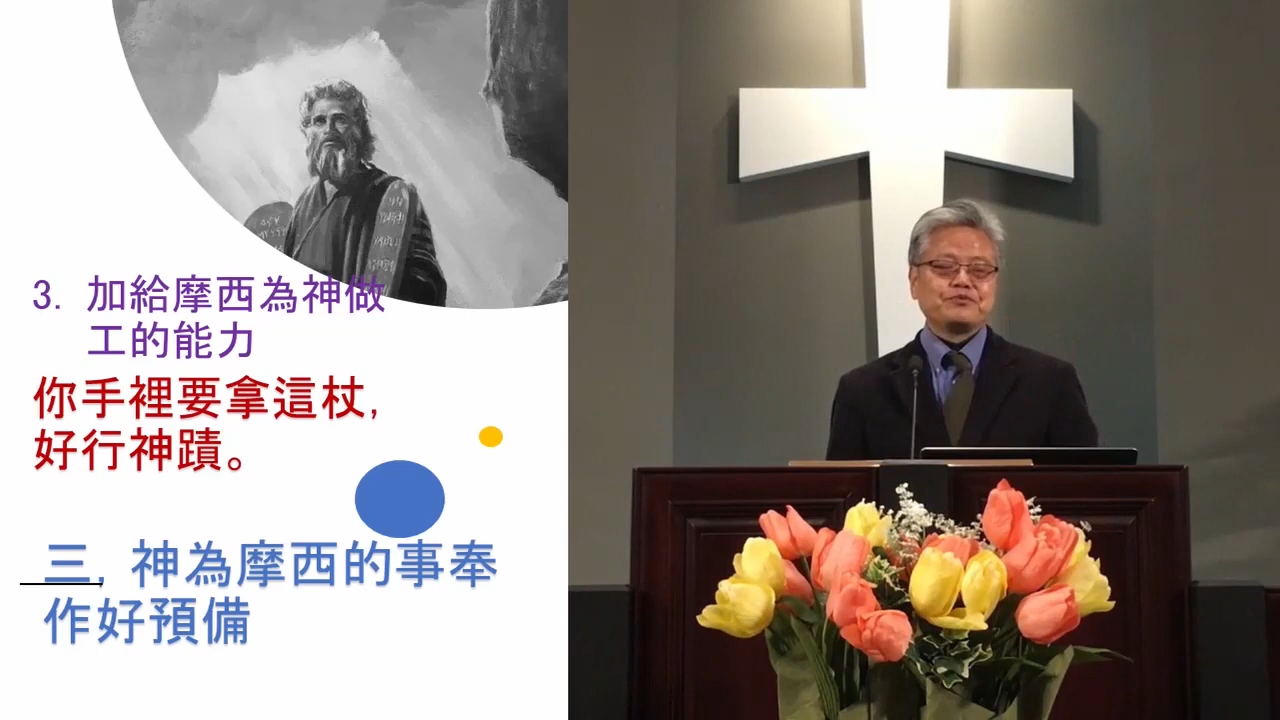 3. 加給摩西為神做
工的能力
你手裡要拿這杖,
好行神蹟。
三, 神為摩西的事奉
作好預備